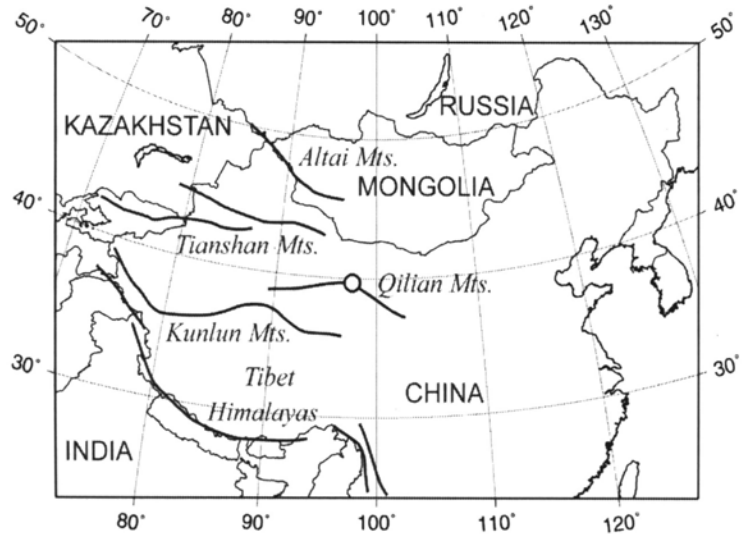 70° 80° 90° 100° 110° 120° 130°
50° 50°
RUSSIA
KAZAKHSTAN
Altai Mts.
MONGOLIA
40° 40°
Tianshan Mts.
Qilian Mts.
Kunlun Mts.
30° 30°
Tibet
CHINA
Himalayas
INDIA
80° 90° 100° 110° 120°